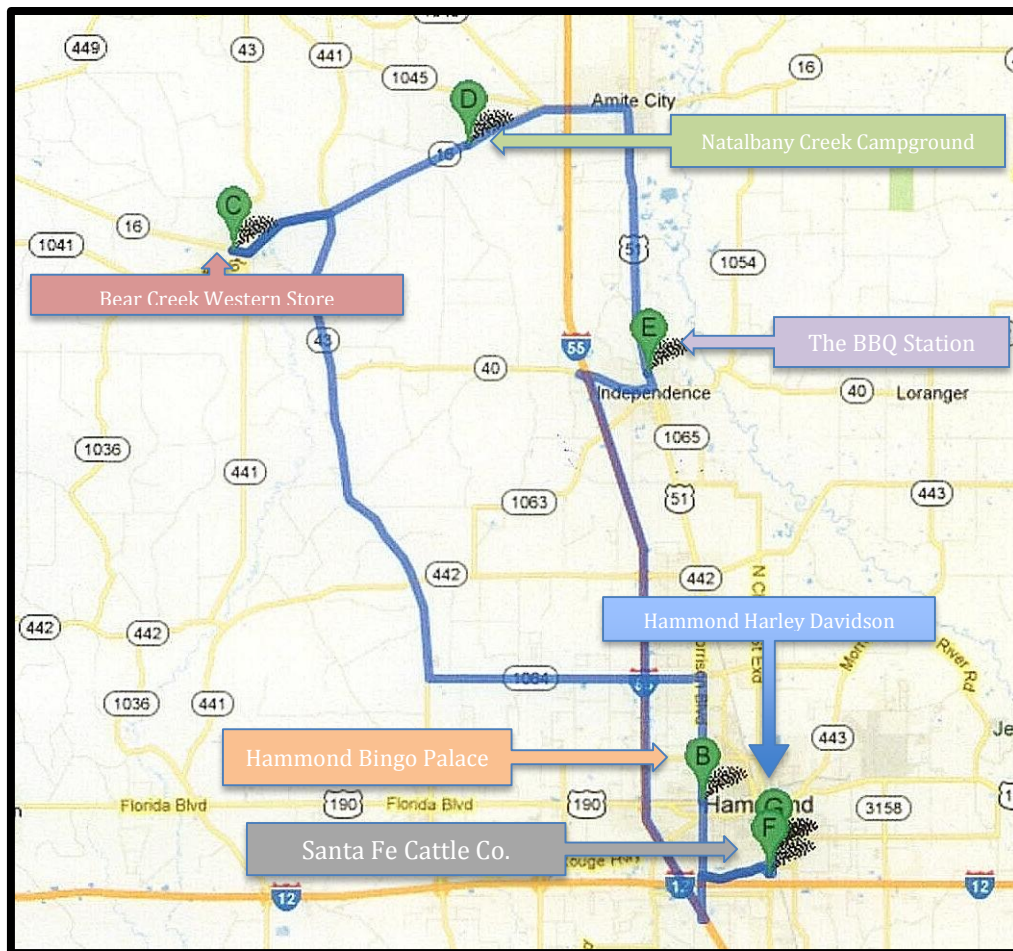 449
43
441
1045
16
Amite City
D
Natalbany Creek Campground
16
C
16
1041
51
1054
Bear Creek Western Store
E
The BBQ Station
43
55
40
Independence
40
Loranger
1036
441
1065
1063
51
443
442
442
442
442
Hammond Harley Davidson
River Rd
1064
1036
441
443
Hammond Bingo Palace
B
Florida Blvd
190
Florida Blvd
190
G
3158
F
Santa Fe Cattle Co.
12
12